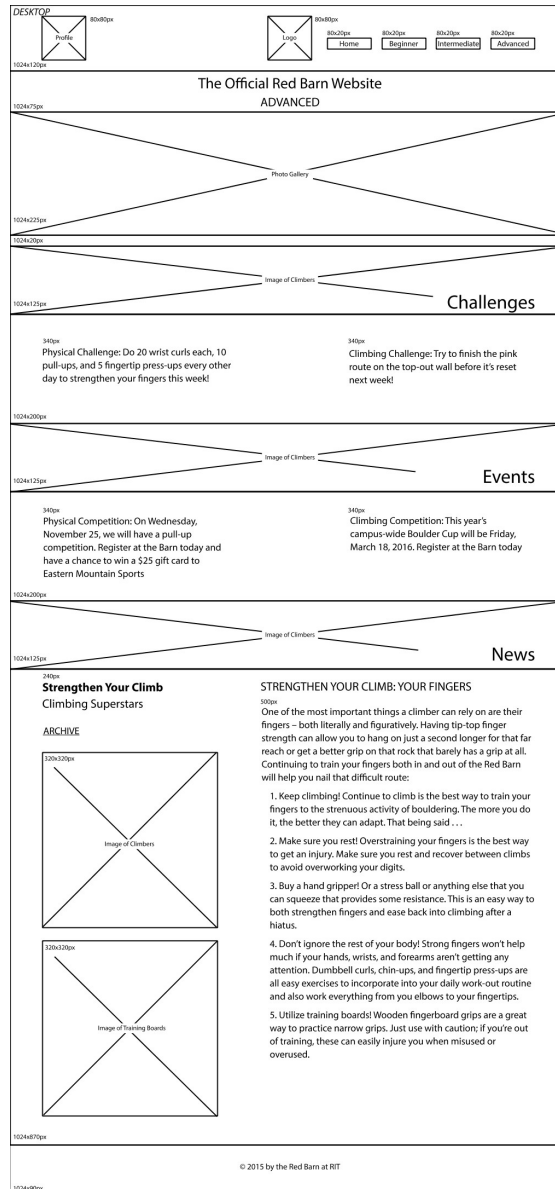 DESKTOP
80x80px
Profile
80x80px
Logo
80x20px
Home
80x20px
Beginner
80x20px
Intermediate
80x20px
Advanced
1024x120px
The Official Red Barn Website
ADVANCED
1024x75px
Photo Gallery
1024x225px
1024x20px
Image of Climbers
1024x125px
Challenges
340px
Physical Challenge: Do 20 wrist curls each, 10
pull-ups, and 5 fingertip press-ups every other
day to strengthen your fingers this week!
340px
Climbing Challenge: Try to finish the pink
route on the top-out wall before it's reset
next week!
1024x200px
Image of Climbers
1024x125px
Events
340px
Physical Competition: On Wednesday,
November 25, we will have a pull-up
competition. Register at the Barn today and
have a chance to win a $25 gift card to
Eastern Mountain Sports
340px
Climbing Competition: This year's
campus-wide Boulder Cup will be Friday,
March 18, 2016. Register at the Barn today
1024x200px
Image of Climbers
1024x125px
News
240px
Strengthen Your Climb
Climbing Superstars
ARCHIVE
320x320px
Image of Climbers
320x320px
Image of Training Boards
STRENGTHEN YOUR CLIMB: YOUR FINGERS
500px
One of the most important things a climber can rely on are their
fingers – both literally and figuratively. Having tip-top finger
strength can allow you to hang on just a second longer for that far
reach or get a better grip on that rock that barely has a grip at all.
Continuing to train your fingers both in and out of the Red Barn
will help you nail that difficult route:
1. Keep climbing! Continue to climb is the best way to train your
fingers to the strenuous activity of bouldering. The more you do
it, the better they can adapt. That being said . . .
2. Make sure you rest! Overstraining your fingers is the best way
to get an injury. Make sure you rest and recover between climbs
to avoid overworking your digits.
3. Buy a hand gripper! Or a stress ball or anything else that you
can squeeze that provides some resistance. This is an easy way to
both strengthen fingers and ease back into climbing after a
hiatus.
4. Don't ignore the rest of your body! Strong fingers won't help
much if your hands, wrists, and forearms aren't getting any
attention. Dumbbell curls, chin-ups, and fingertip press-ups are
all easy exercises to incorporate into your daily work-out routine
and also work everything from you elbows to your fingertips.
5. Utilize training boards! Wooden fingerboard grips are a great
way to practice narrow grips. Just use with caution; if you're out
of training, these can easily injure you when misused or
overused.
1024x870px
© 2015 by the Red Barn at RIT
1024x90px